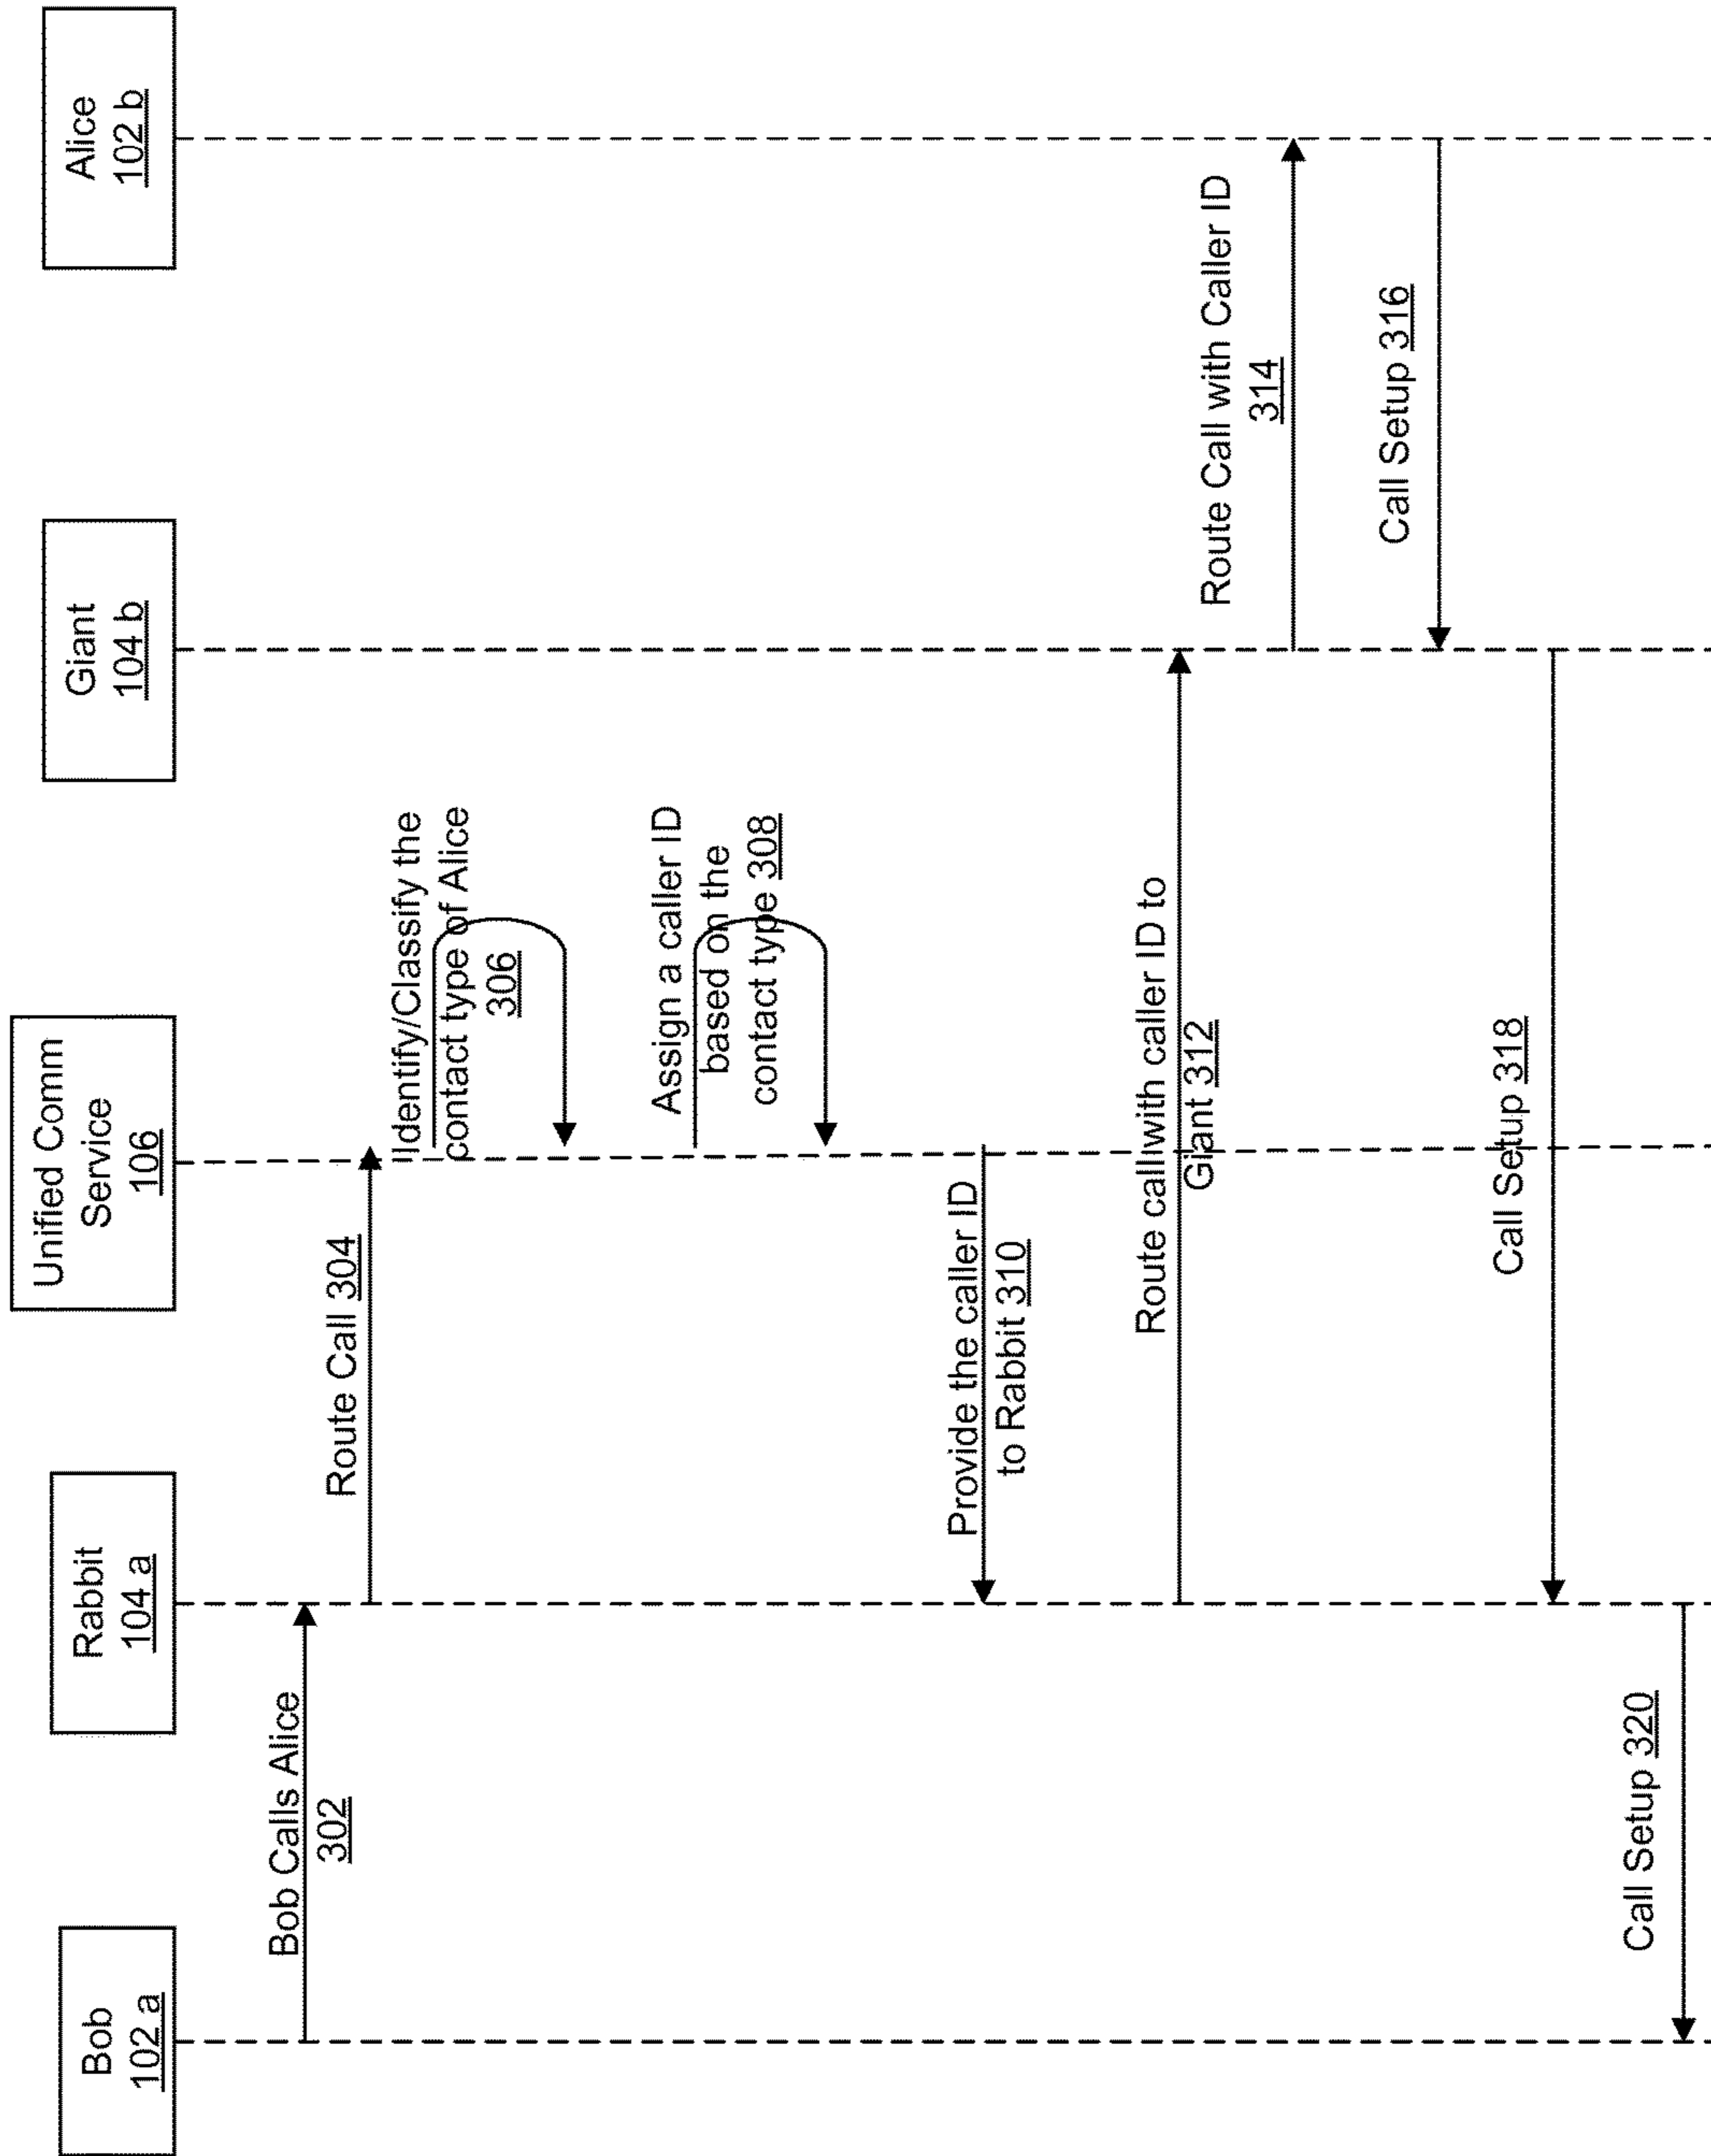 Bob
102 a
Rabbit
104 a
Unified Comm
Service
106
Giant
104 b
Alice
102 b
Bob Calls Alice
302
Route Call 304
Identify/Classify the
contact type of Alice
306
Assign a caller ID
based on the
contact type 308
Provide the caller ID
to Rabbit 310
Route call with caller ID to
Giant 312
Route Call with Caller ID
314
Call Setup 316
Call Setup 318
Call Setup 320